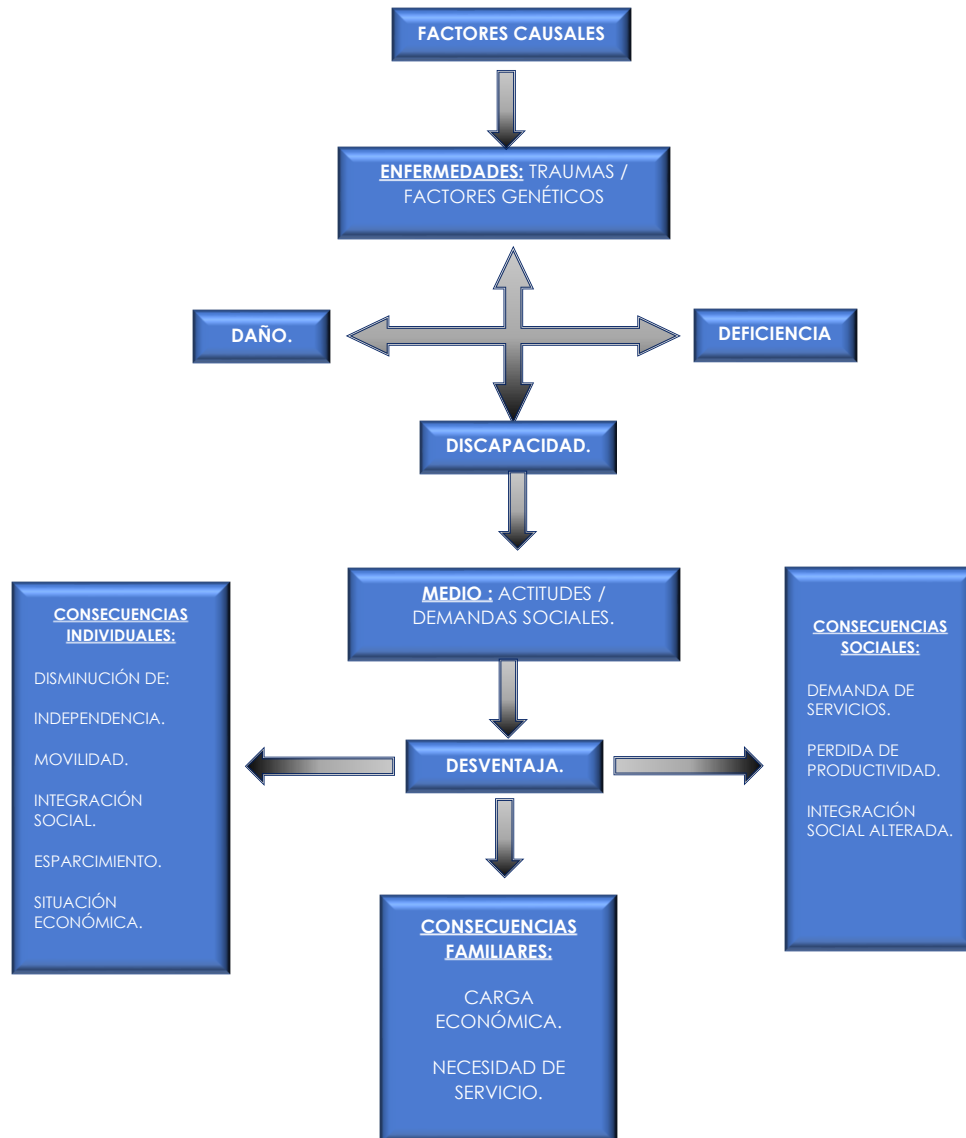 FACTORES CAUSALES
ENFERMEDADES: TRAUMAS /
FACTORES GENÉTICOS
DAÑO.
DEFICIENCIA
DISCAPACIDAD.
MEDIO : ACTITUDES /
DEMANDAS SOCIALES.
DESVENTAJA.
CONSECUENCIAS
INDIVIDUALES:
DISMINUCIÓN DE:
INDEPENDENCIA.
MOVILIDAD.
INTEGRACIÓN
SOCIAL.
ESPARCIMIENTO.
SITUACIÓN
ECONÓMICA.
CONSECUENCIAS
SOCIALES:
DEMANDA DE
SERVICIOS.
PERDIDA DE
PRODUCTIVIDAD.
INTEGRACIÓN
SOCIAL ALTERADA.
CONSECUENCIAS
FAMILIARES:
CARGA
ECONÓMICA.
NECESIDAD DE
SERVICIO.